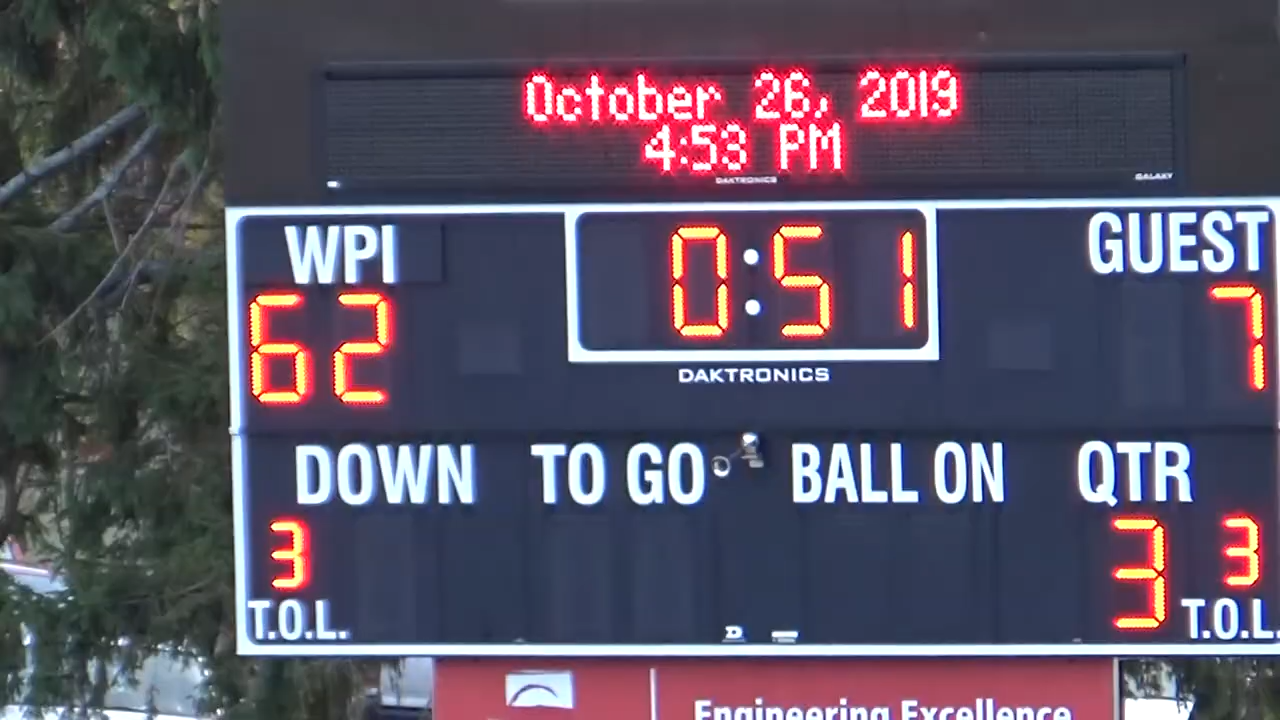 October 26, 2019
4:53 PM
DAKTRONICS
GALAXY
WPI
0:51 1
GUEST
62
7
DAKTRONICS
DOWN TO GO BALL ON QTR
3
3
3
T.O.L.
T.O.L.
Engineering Excellence